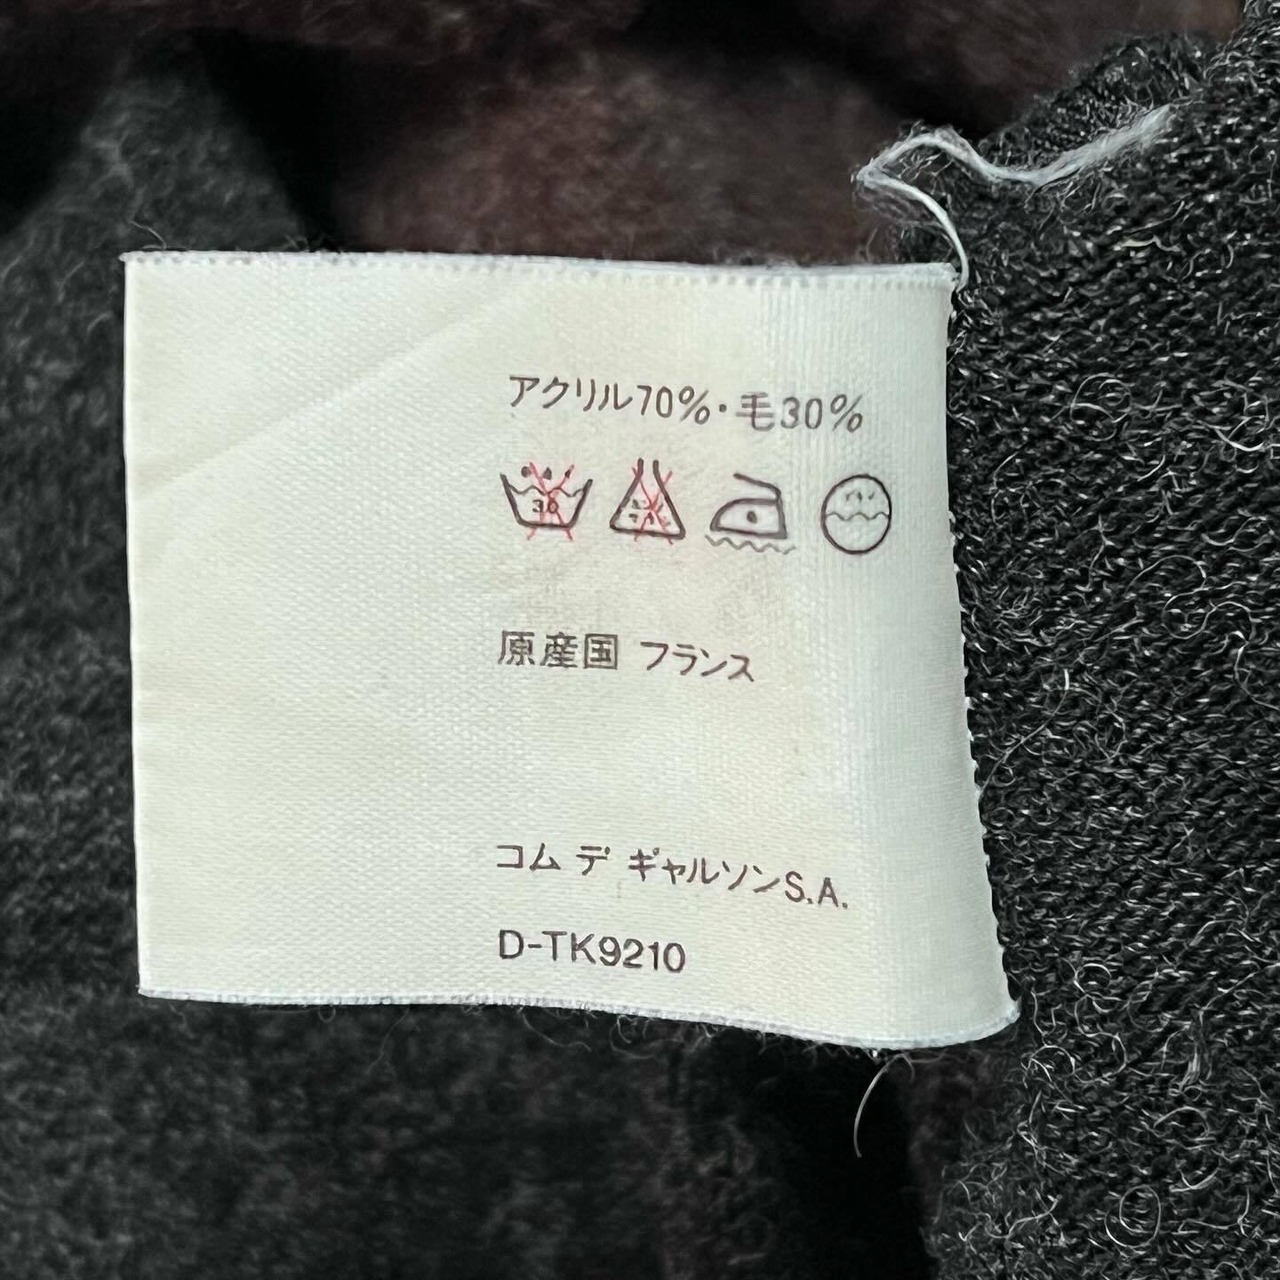 アクリル70%・毛30%
30
原産国 フランス
コム デ ギャルソンS.A.
D-TK9210